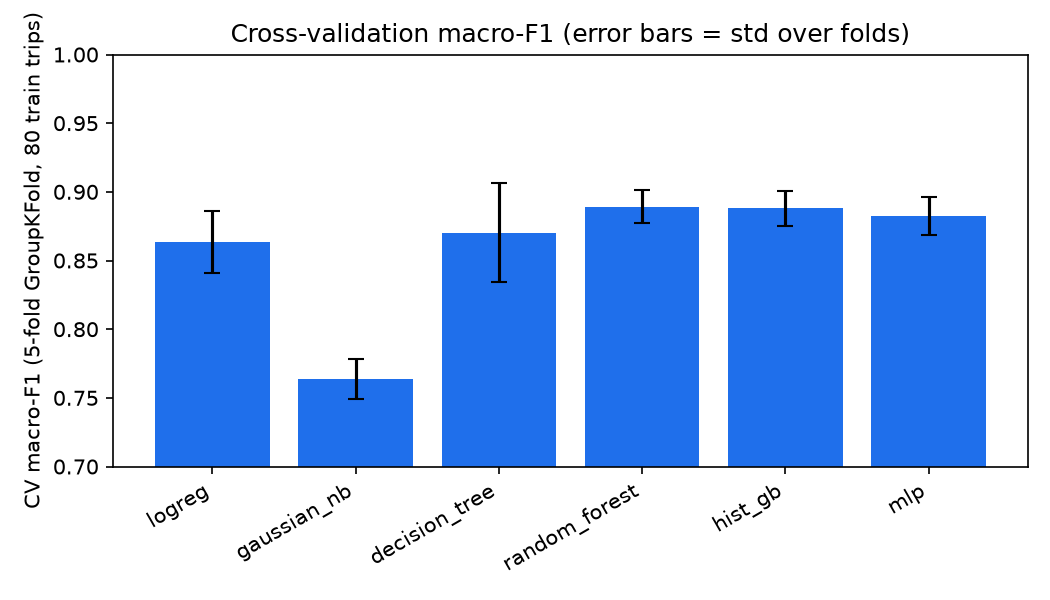 Cross-validation macro-F1 (error bars = std over folds)
CV macro-F1 (5-fold GroupKFold, 80 train trips)
1.00
0.95
0.90
0.85
0.80
0.75
0.70
logreg
gaussian_nb
decision_tree
random_forest
hist_gb
mlp